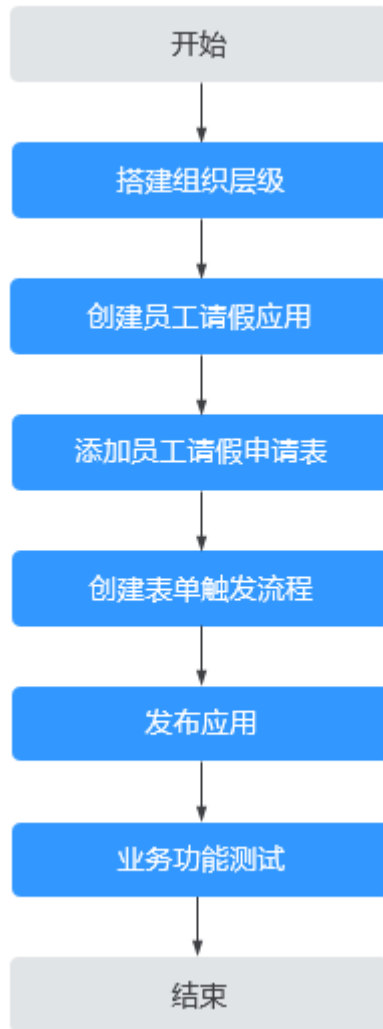 开始
搭建组织层级
创建员工请假应用
添加员工请假申请表
创建表单触发流程
发布应用
业务功能测试
结束